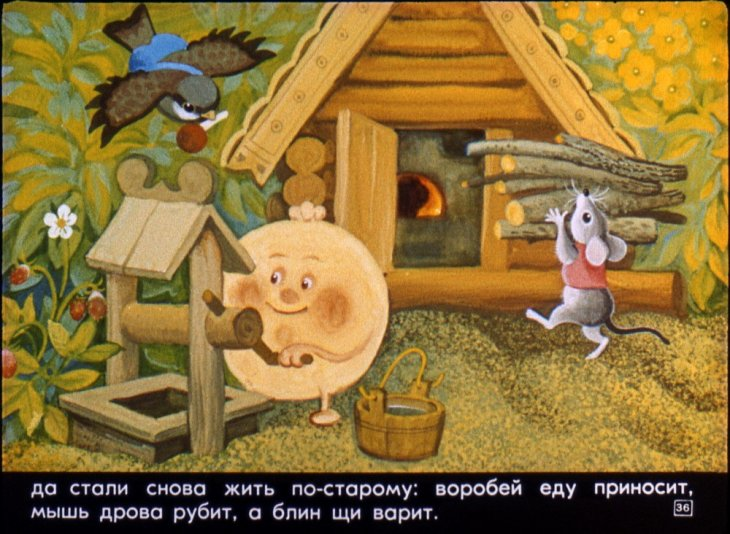 да стали снова жить по-старому: воробей еду приносит,
мышь дрова рубит, а блин щи варит.
36